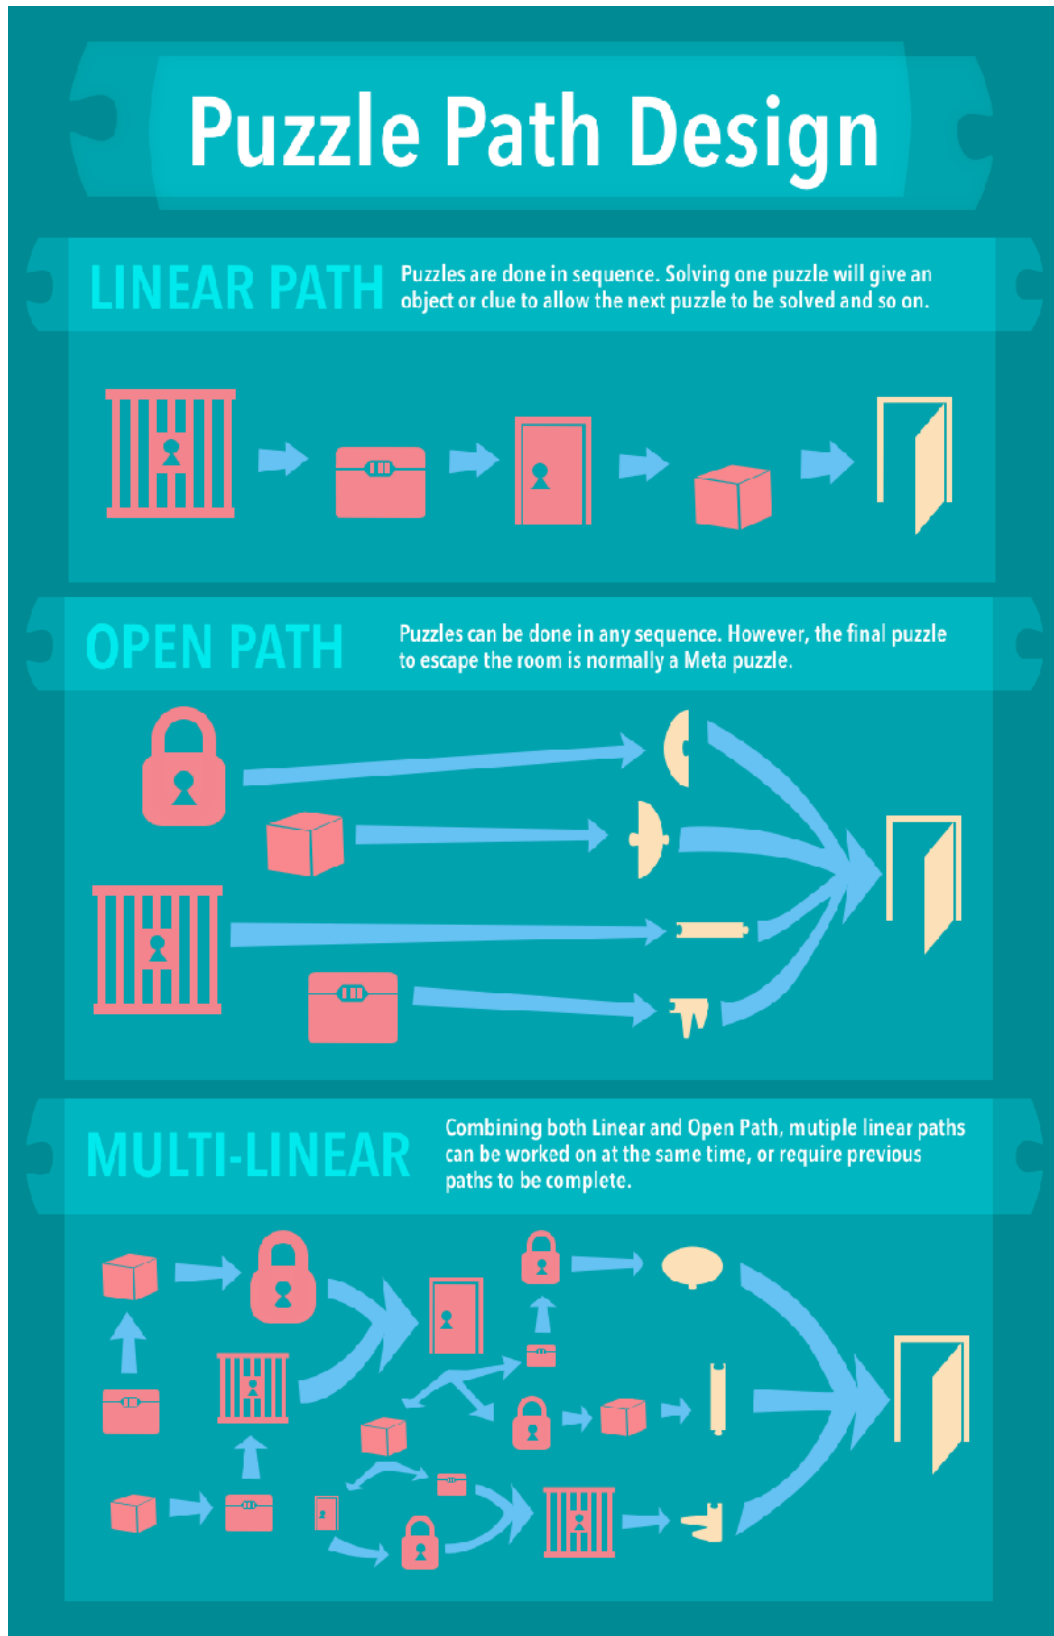 Puzzle Path Design
LINEAR PATH
Puzzles are done in sequence. Solving one puzzle will give an
object or clue to allow the next puzzle to be solved and so on.
OPEN PATH
Puzzles can be done in any sequence. However, the final puzzle
to escape the room is normally a Meta puzzle.
MULTI-LINEAR
Combining both Linear and Open Path, mutiple linear paths
can be worked on at the same time, or require previous
paths to be complete.